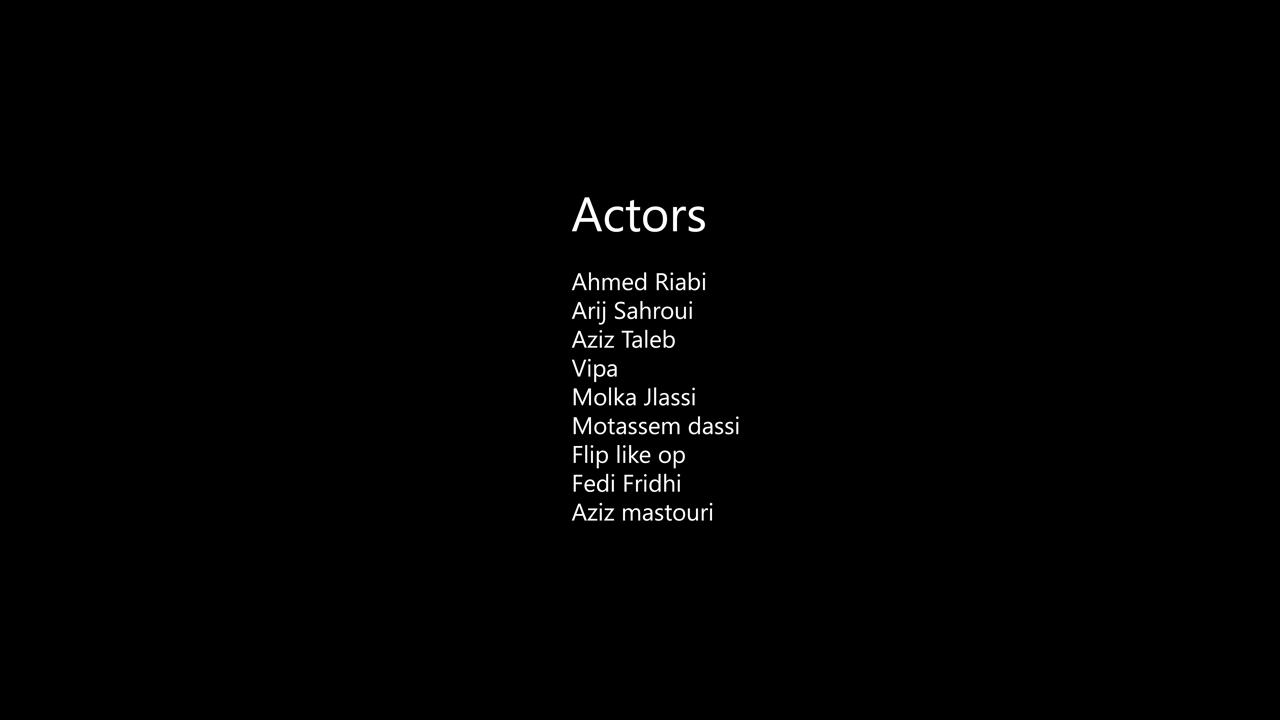 Actors
Ahmed Riabi
Arij Sahroui
Aziz Taleb
Vipa
Molka Jlassi
Motassem dassi
Flip like op
Fedi Fridhi
Aziz mastouri